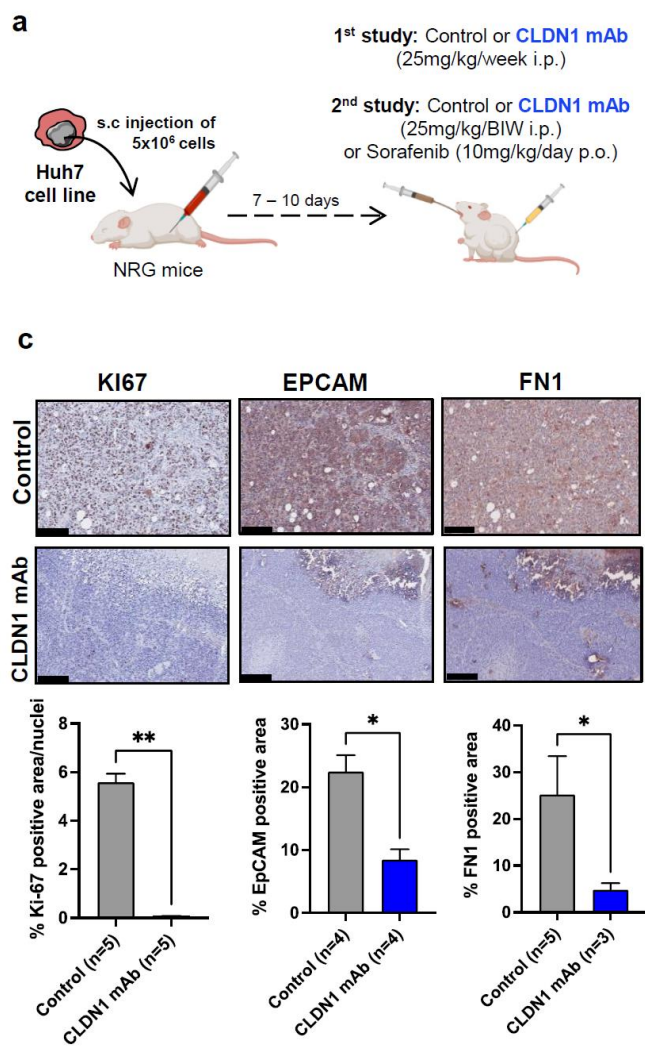 a
1st study: Control or CLDN1 mAb
(25mg/kg/week i.p.)
2nd study: Control or CLDN1 mAb
(25mg/kg/BIW i.p.)
or Sorafenib (10mg/kg/day p.o.)
s.c injection of
5x10⁶ cells
Huh7
cell line
7 – 10 days
NRG mice
c
KI67
EPCAM
FN1
Control
CLDN1 mAb
% Ki-67 positive area/nuclei
8
6
4
2
0
**
Control (n=5)
CLDN1 mAb (n=5)
% EpCAM positive area
30
20
10
0
*
Control (n=4)
CLDN1 mAb (n=4)
% FN1 positive area
40
30
20
10
0
*
Control (n=5)
CLDN1 mAb (n=3)